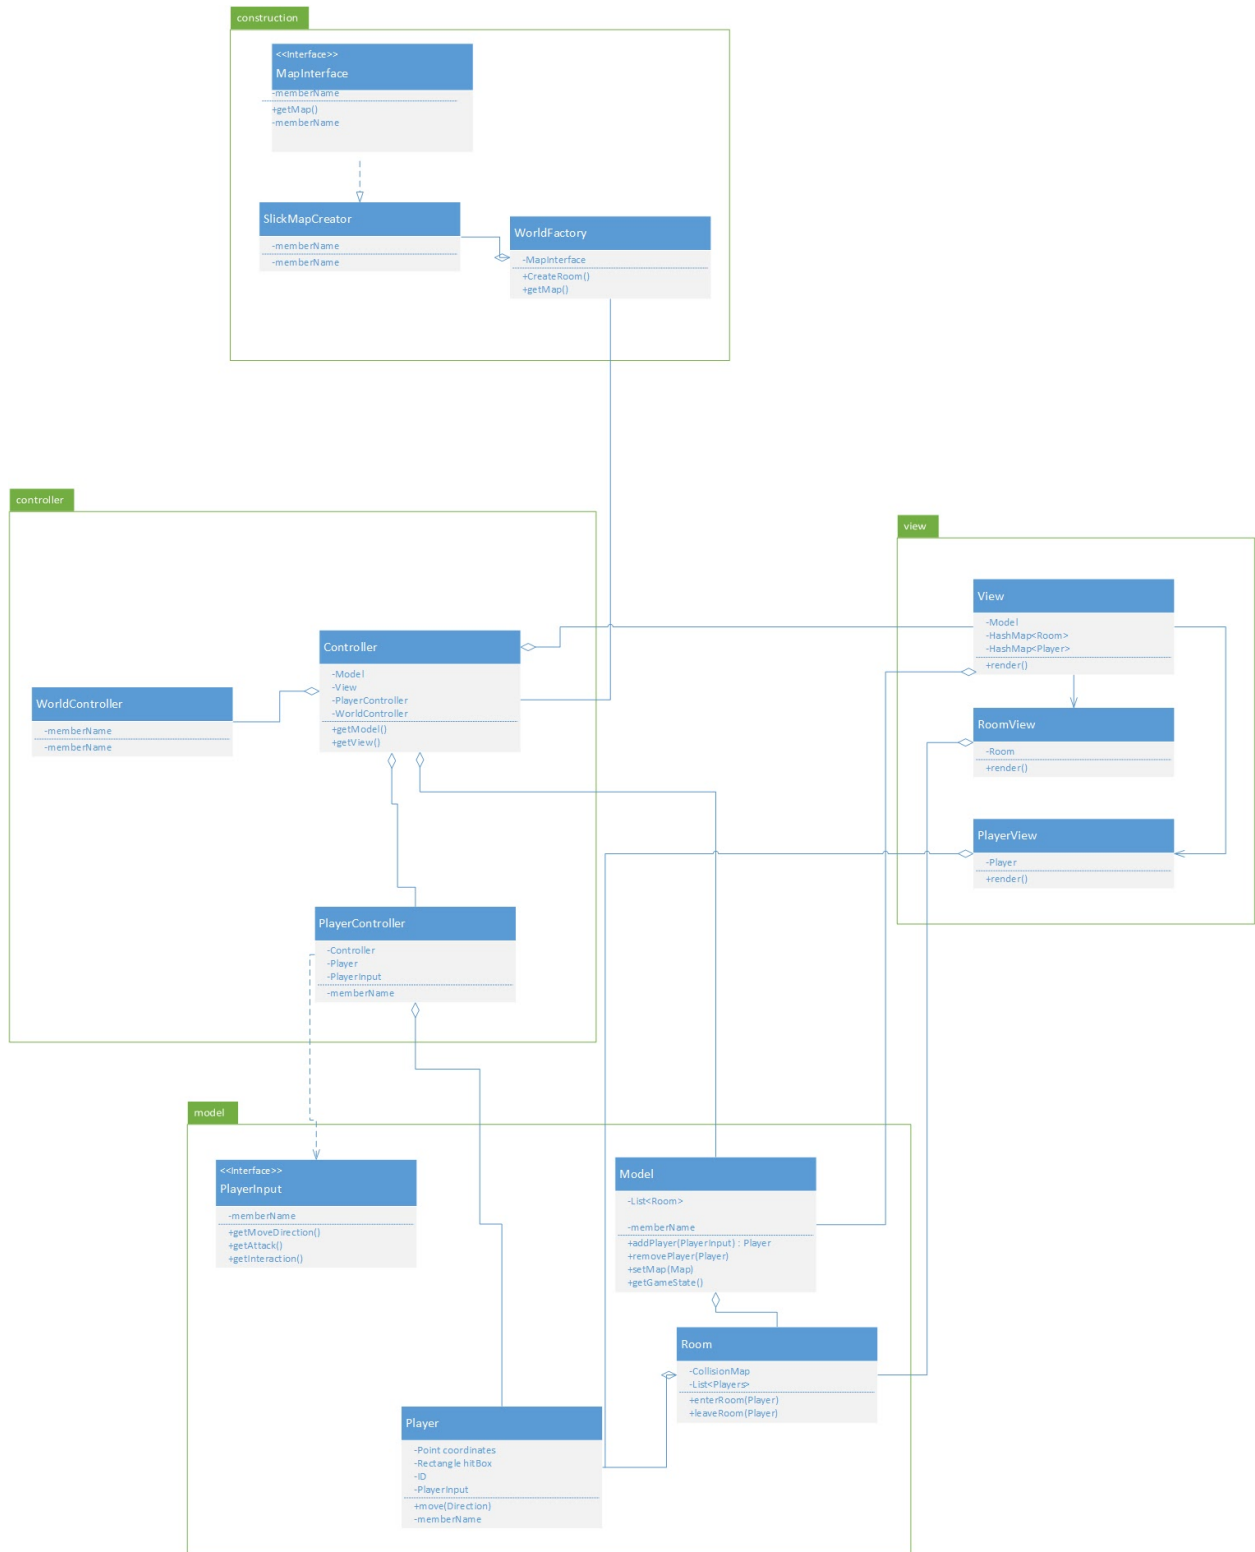 construction
<<Interface>>
MapInterface
-memberName
+getMap()
-memberName
SlickMapCreator
-memberName
-memberName
WorldFactory
-MapInterface
+CreateRoom()
+getMap()
controller
Controller
-Model
-View
-PlayerController
-WorldController
+getModel()
+getView()
WorldController
-memberName
-memberName
PlayerController
-Controller
-Player
-PlayerInput
-memberName
view
View
-Model
-HashMap<Room>
-HashMap<Player>
+render()
RoomView
-Room
+render()
PlayerView
-Player
+render()
model
<<Interface>>
PlayerInput
-memberName
+getMoveDirection()
+getAttack()
+getInteraction()
Model
-List<Room>
-memberName
+addPlayer(PlayerInput) : Player
+removePlayer(Player)
+setMap(Map)
+getGameState()
Room
-CollisionMap
-List<Players>
+enterRoom(Player)
+leaveRoom(Player)
Player
-Point coordinates
-Rectangle hitBox
-ID
-PlayerInput
+move(Direction)
-memberName